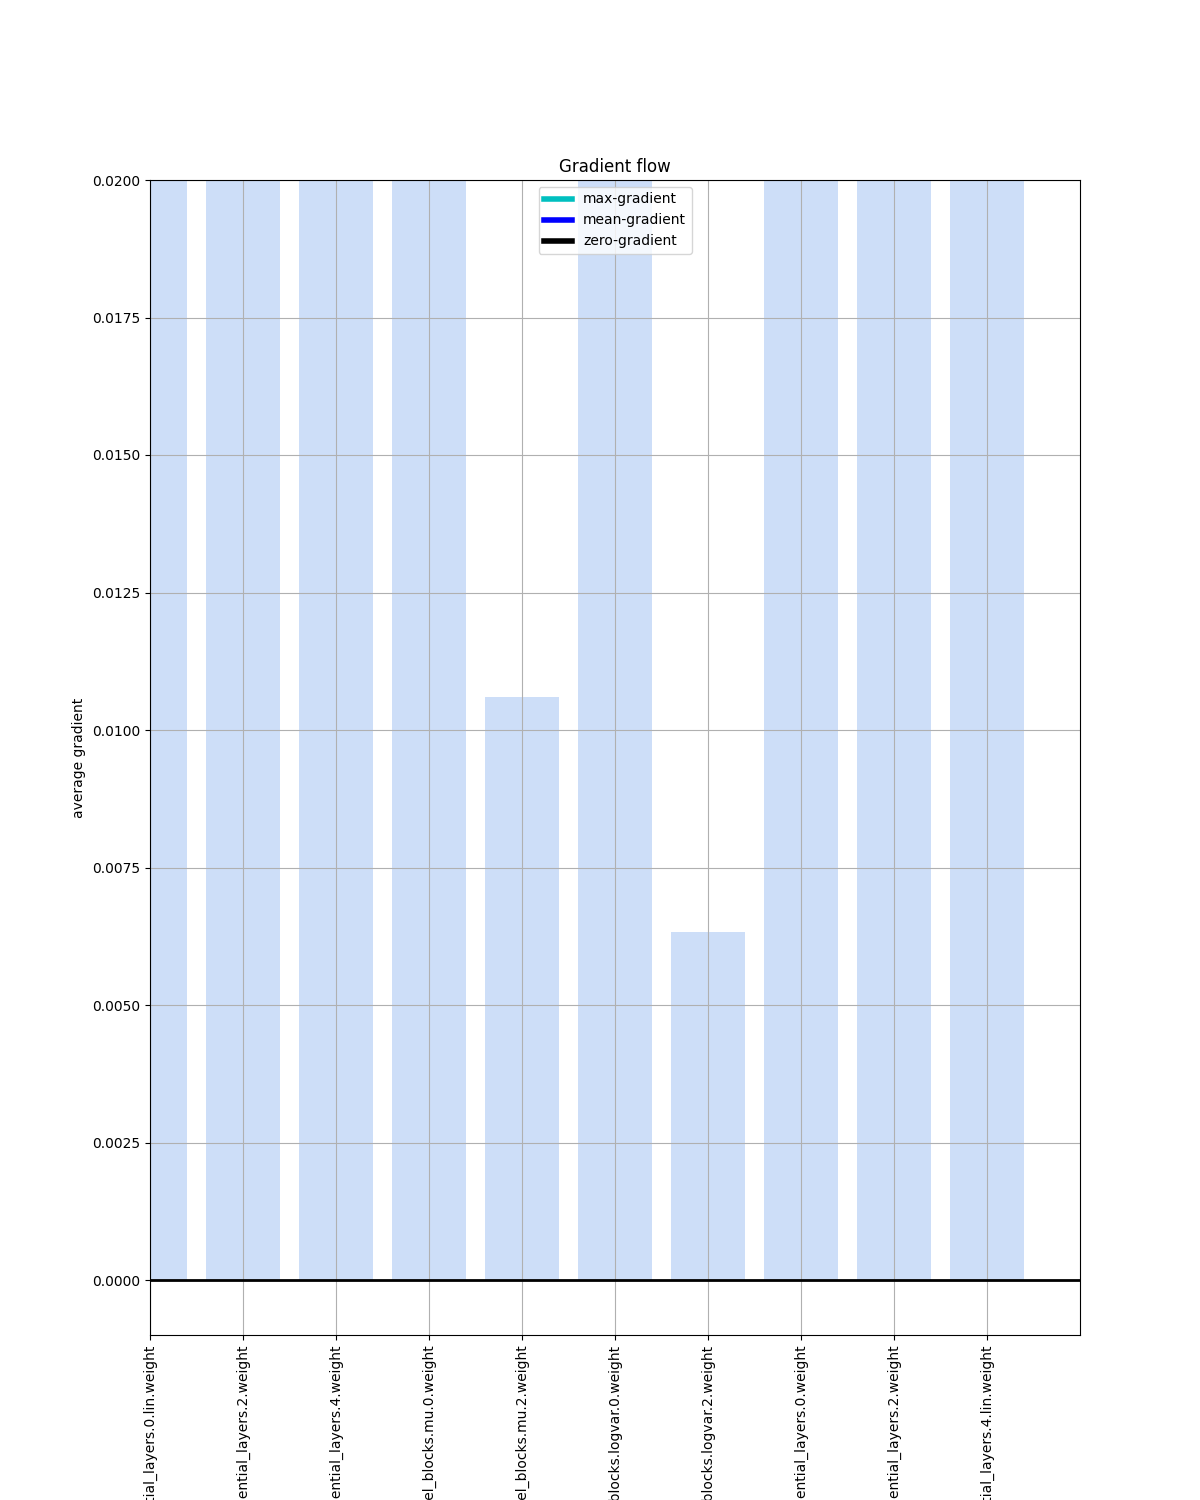 Gradient flow
max-gradient
mean-gradient
zero-gradient
0.0200
0.0175
0.0150
0.0125
0.0100
0.0075
0.0050
0.0025
0.0000
average gradient
tial_layers.0.lin.weight
ential_layers.2.weight
ential_layers.4.weight
el_blocks.mu.0.weight
el_blocks.mu.2.weight
blocks.logvar.0.weight
blocks.logvar.2.weight
ential_layers.0.weight
ential_layers.2.weight
tial_layers.4.lin.weight